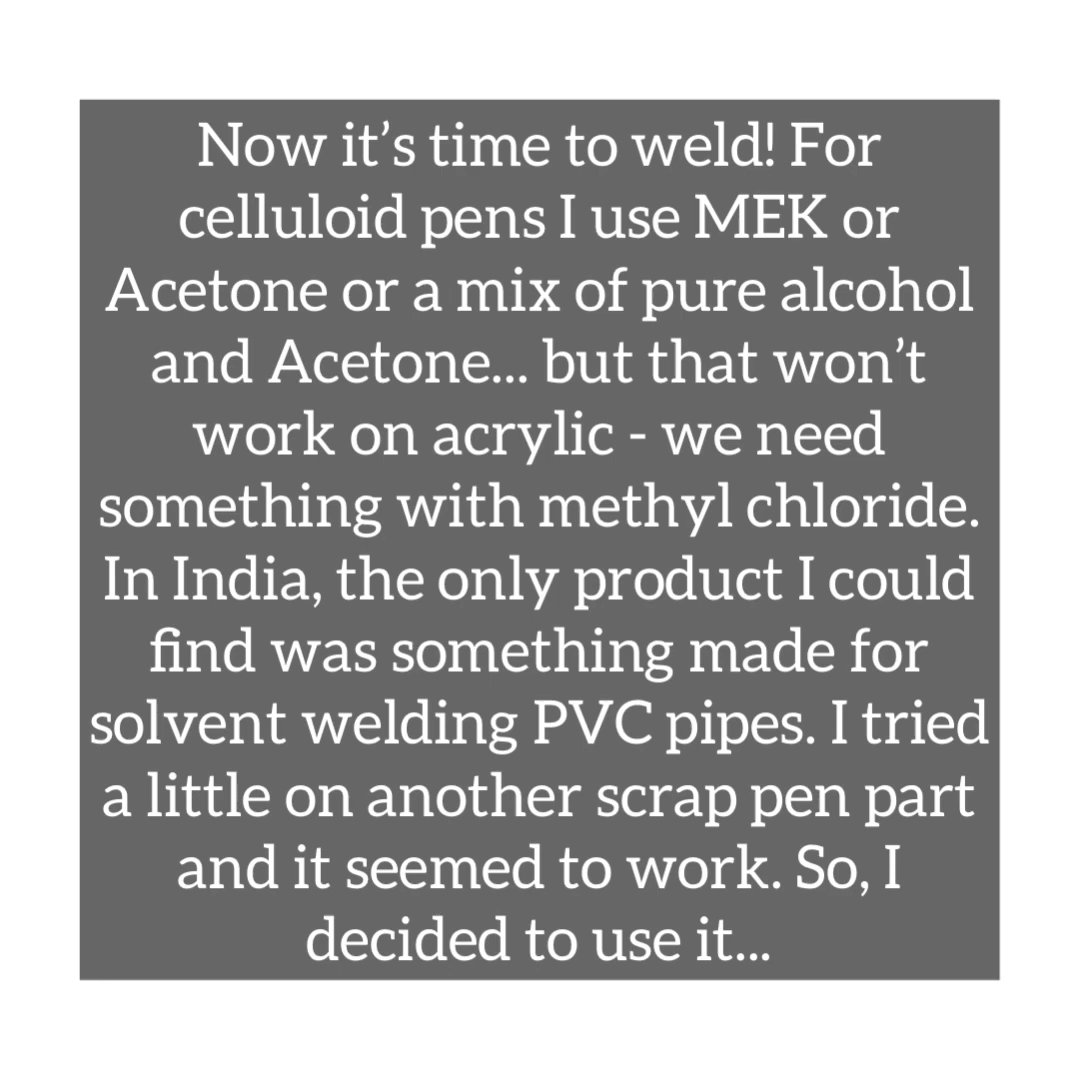 Now it’s time to weld! For
celluloid pens I use MEK or
Acetone or a mix of pure alcohol
and Acetone... but that won’t
work on acrylic - we need
something with methyl chloride.
In India, the only product I could
find was something made for
solvent welding PVC pipes. I tried
a little on another scrap pen part
and it seemed to work. So, I
decided to use it...